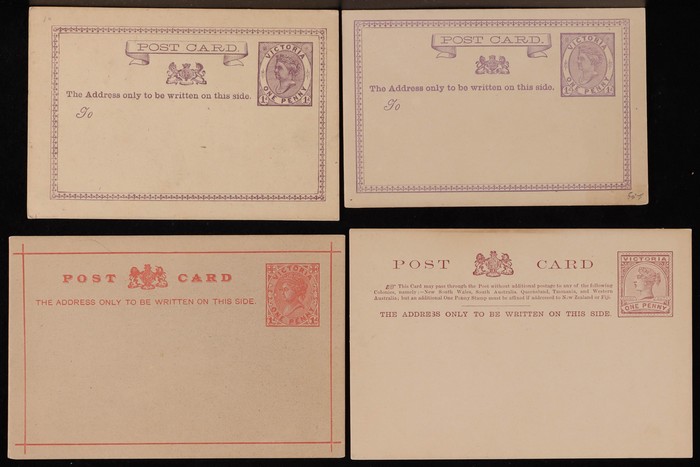 POST CARD.
VICTORIA
The Address only to be written on this side.
ONE PENNY
To
POST CARD.
VICTORIA
The Address only to be written on this side.
ONE PENNY
To
POST CARD
VICTORIA
THE ADDRESS ONLY TO BE WRITTEN ON THIS SIDE.
ONE PENNY
POST CARD
VICTORIA
This Card may pass through the Post without additional postage to any of the following
Colonies, namely:—New South Wales, South Australia, Queensland, Tasmania, and Western
Australia; but an additional One Penny Stamp must be affixed if addressed to New Zealand or Fiji.
ONE PENNY
THE ADDRESS ONLY TO BE WRITTEN ON THIS SIDE.